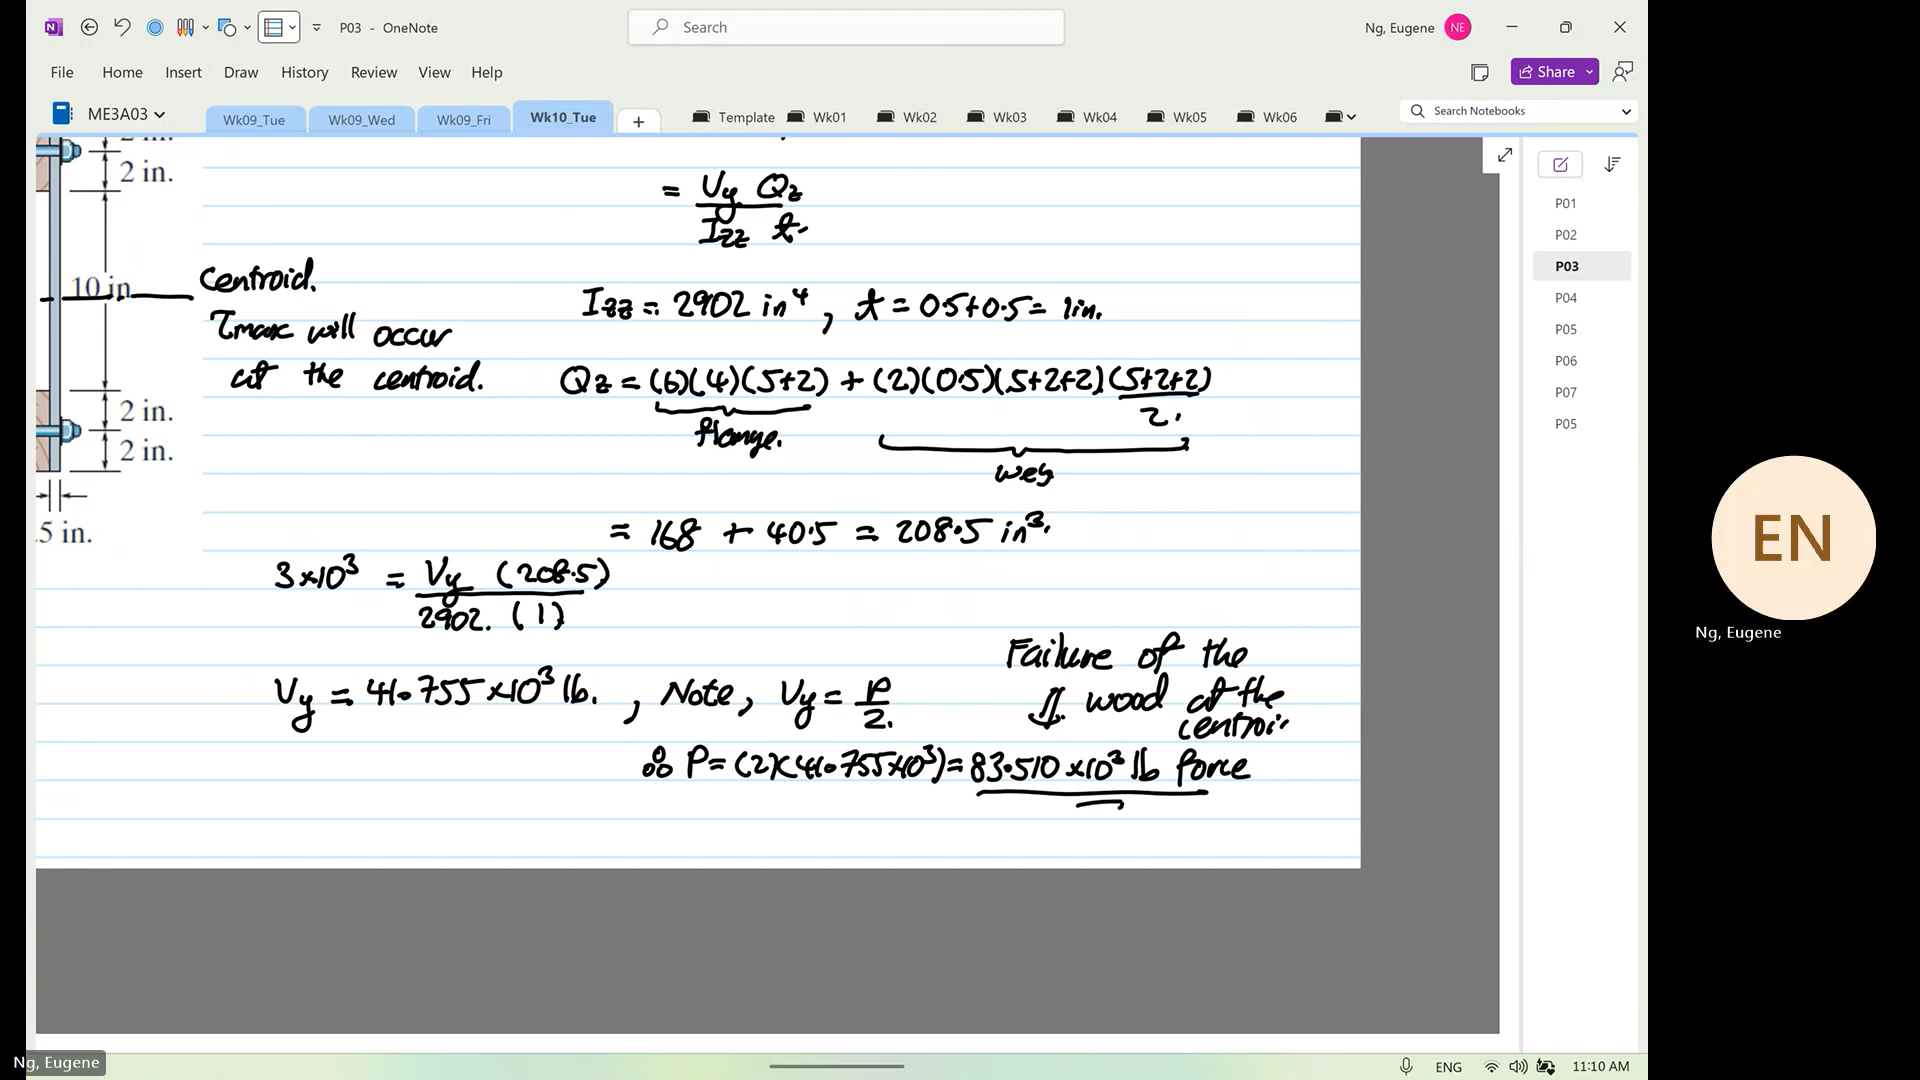 P03 - OneNote
Search
Ng, Eugene NE
File Home Insert Draw History Review View Help
Share
ME3A03
Wk09_Tue Wk09_Wed Wk09_Fri Wk10_Tue + Template Wk01 Wk02 Wk03 Wk04 Wk05 Wk06
Search Notebooks
P01
P02
P03
P04
P05
P06
P07
P05
2 in.
10 in
2 in.
2 in.
.5 in.
= Vy Qz
Izz t
Centroid.
τmax will occur
at the centroid.
Izz = 2902 in⁴, t = 0.5+0.5 = 1in.
Qz = (6)(4)(5+2) + (2)(0.5)(5+2+2)(5+2+2)
2.
flange.
web
= 168 + 40.5 = 208.5 in³.
3×10³ = Vy (208.5)
2902. (1)
Failure of the
wood at the
Vy = 41.755×10³ lb., Note, Vy = P
2.
∴ P = (2)(41.755×10³) = 83.510×10³ lb force
EN
Ng, Eugene
Ng, Eugene
ENG
11:10 AM